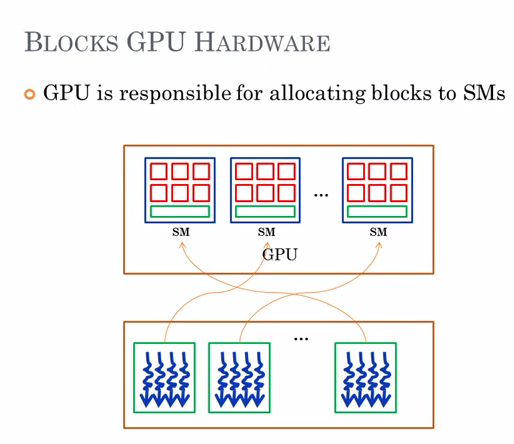 BLOCKS GPU HARDWARE
GPU is responsible for allocating blocks to SMs
...
SM SM SM
GPU
...